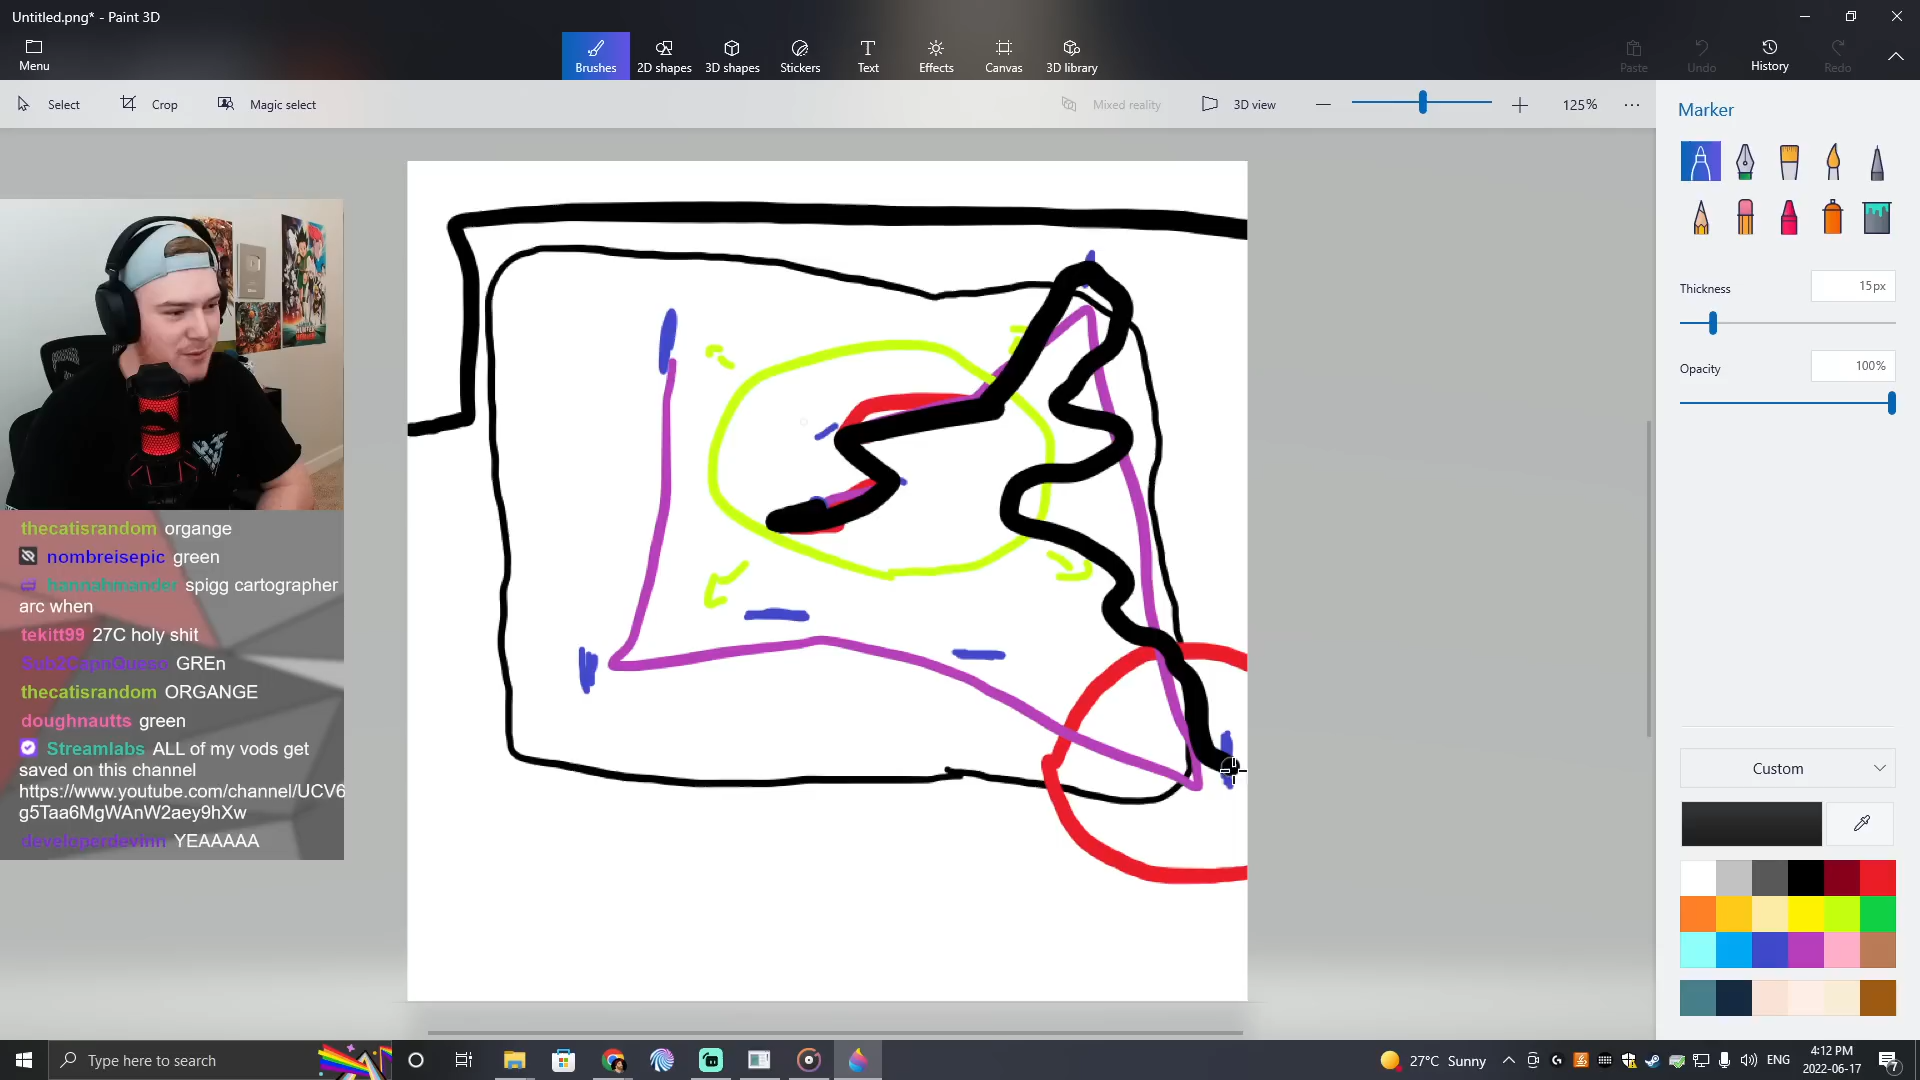 Untitled.png* - Paint 3D
Menu
Brushes
2D shapes
3D shapes
Stickers
Text
Effects
Canvas
3D library
Paste
Undo
History
Redo
Select
Crop
Magic select
Mixed reality
3D view
125%
Marker
Thickness
15px
Opacity
100%
Custom
thecatisrandom organge
nombreisepic green
hannahmander spigg cartographer
arc when
tekitt99 27C holy shit
Sub2CapnQueso GREn
thecatisrandom ORGANGE
doughnautts green
Streamlabs ALL of my vods get
saved on this channel
https://www.youtube.com/channel/UCV6
g5Taa6MgWAnW2aey9hXw
developerdevinn YEAAAAA
Type here to search
27°C Sunny
ENG
4:12 PM
2022-06-17
7